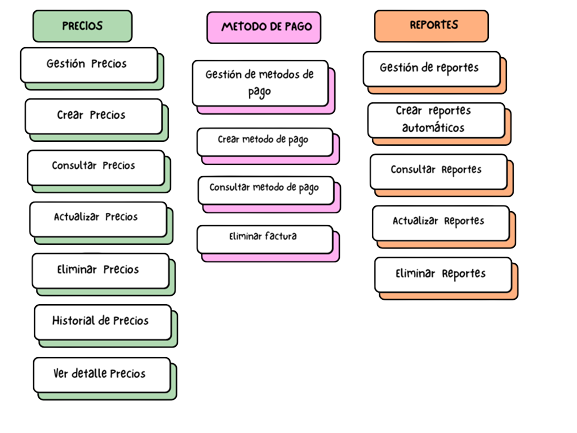 PRECIOS
Gestión Precios
Crear Precios
Consultar Precios
Actualizar Precios
Eliminar Precios
Historial de Precios
Ver detalle Precios
METODO DE PAGO
Gestión de metodos de
pago
Crear metodo de pago
Consultar metodo de pago
Eliminar factura
REPORTES
Gestión de reportes
Crear reportes
automáticos
Consultar Reportes
Actualizar Reportes
Eliminar Reportes